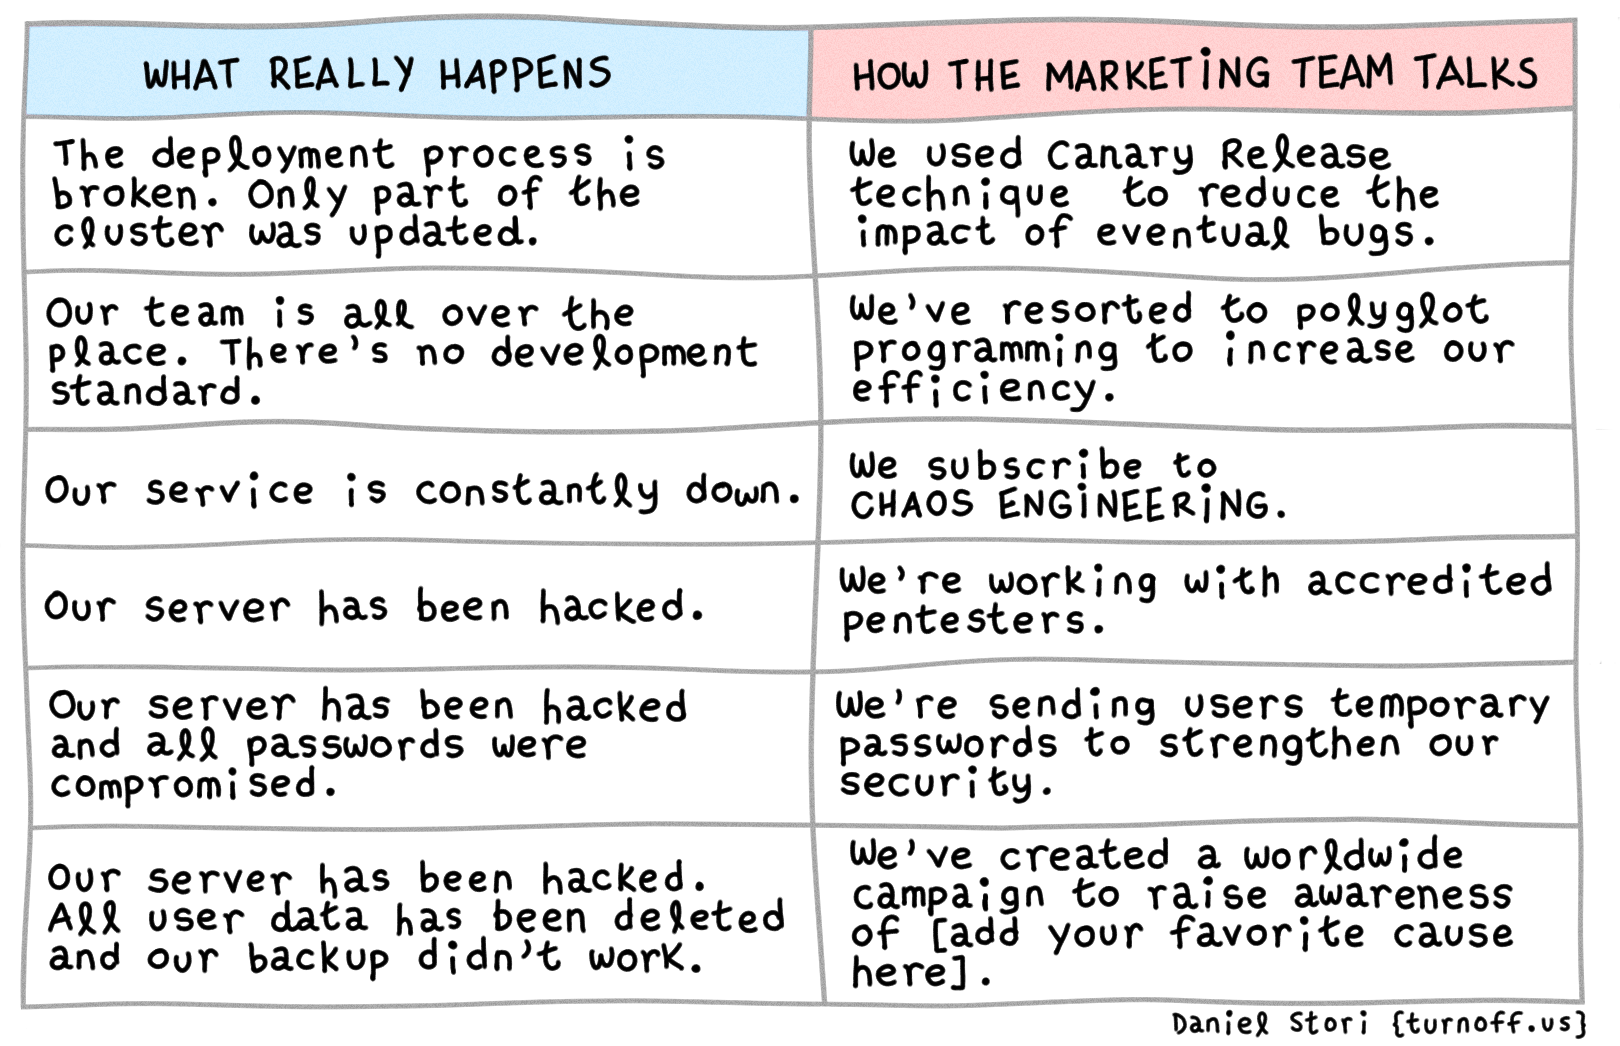 WHAT REALLY HAPPENS
HOW THE MARKETING TEAM TALKS
The deployment process is
broken. Only part of the
cluster was updated.
We used Canary Release
technique to reduce the
impact of eventual bugs.
Our team is all over the
place. There's no development
standard.
We've resorted to polyglot
programming to increase our
efficiency.
Our service is constantly down.
We subscribe to
CHAOS ENGINEERING.
Our server has been hacked.
We're working with accredited
pentesters.
Our server has been hacked
and all passwords were
compromised.
We're sending users temporary
passwords to strengthen our
security.
Our server has been hacked.
All user data has been deleted
and our backup didn't work.
We've created a worldwide
campaign to raise awareness
of [add your favorite cause
here].
Daniel Stori {turnoff.us}